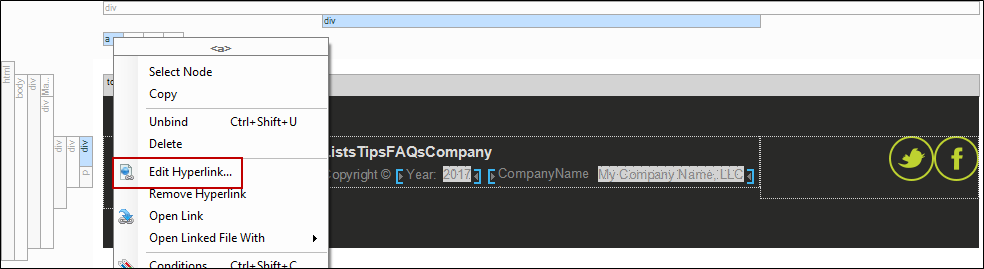 div
div
a
<a>
html
body
div
div
Ma...
div
div
div
p
Select Node
Copy
Unbind Ctrl+Shift+U
Delete
Edit Hyperlink...
Remove Hyperlink
Open Link
Open Linked File With
Conditions... Ctrl+Shift+C
ListsTipsFAQsCompany
Copyright © Year: 2017 CompanyName My Company Name, LLC